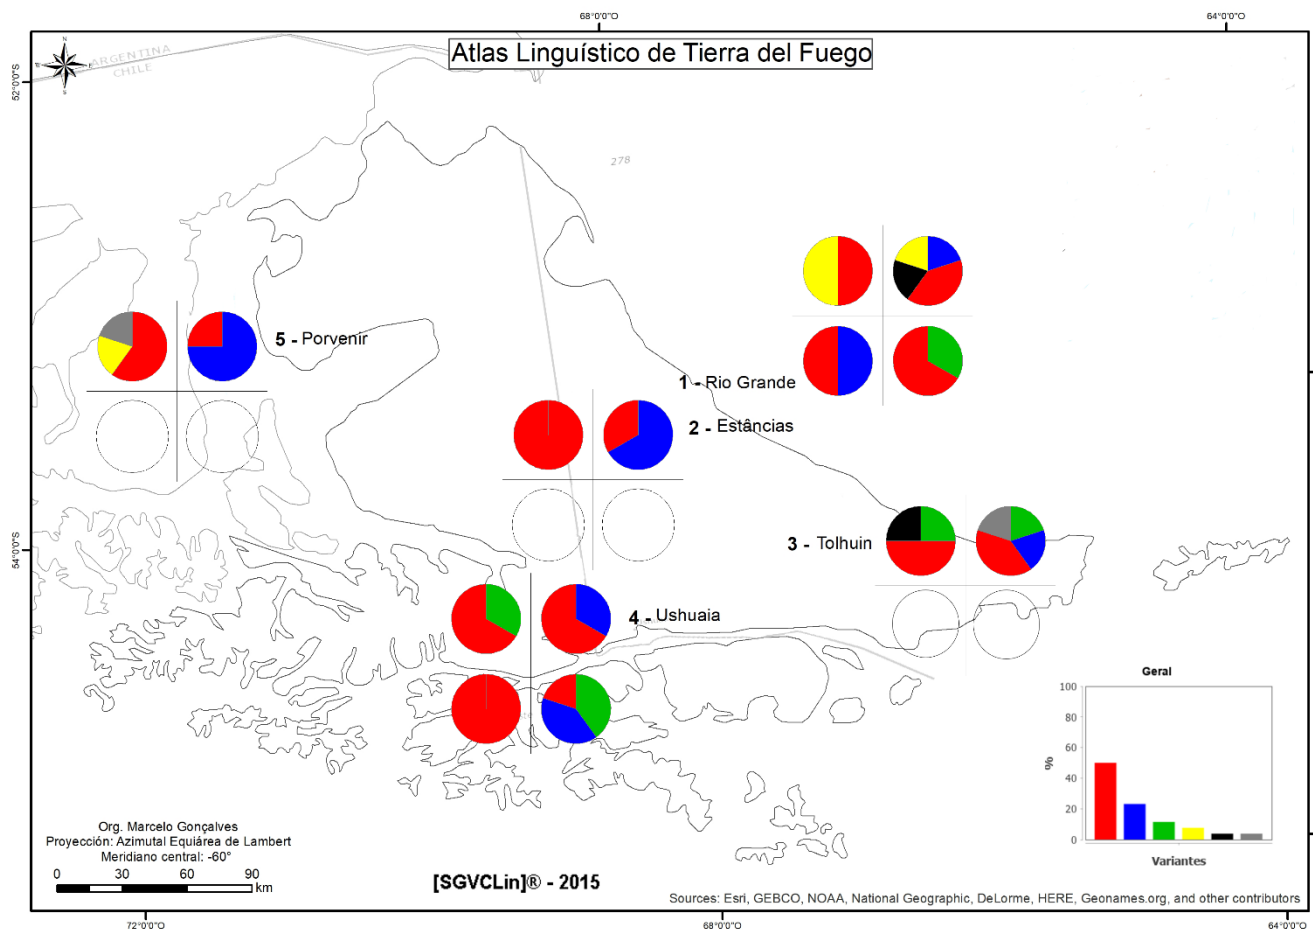 68°0'0"O
64°0'0"O
Atlas Linguístico de Tierra del Fuego
ARGENTINA
CHILE
N
S
52°0'0"S
278
5 - Porvenir
1 - Rio Grande
2 - Estâncias
3 - Tolhuin
54°0'0"S
4 - Ushuaia
Geral
100
80
60
40
20
0
%
Variantes
Org. Marcelo Gonçalves
Proyección: Azimutal Equiárea de Lambert
Meridiano central: -60°
0 30 60 90
km
[SGVCLin]® - 2015
Sources: Esri, GEBCO, NOAA, National Geographic, DeLorme, HERE, Geonames.org, and other contributors
72°0'0"O
68°0'0"O
64°0'0"O